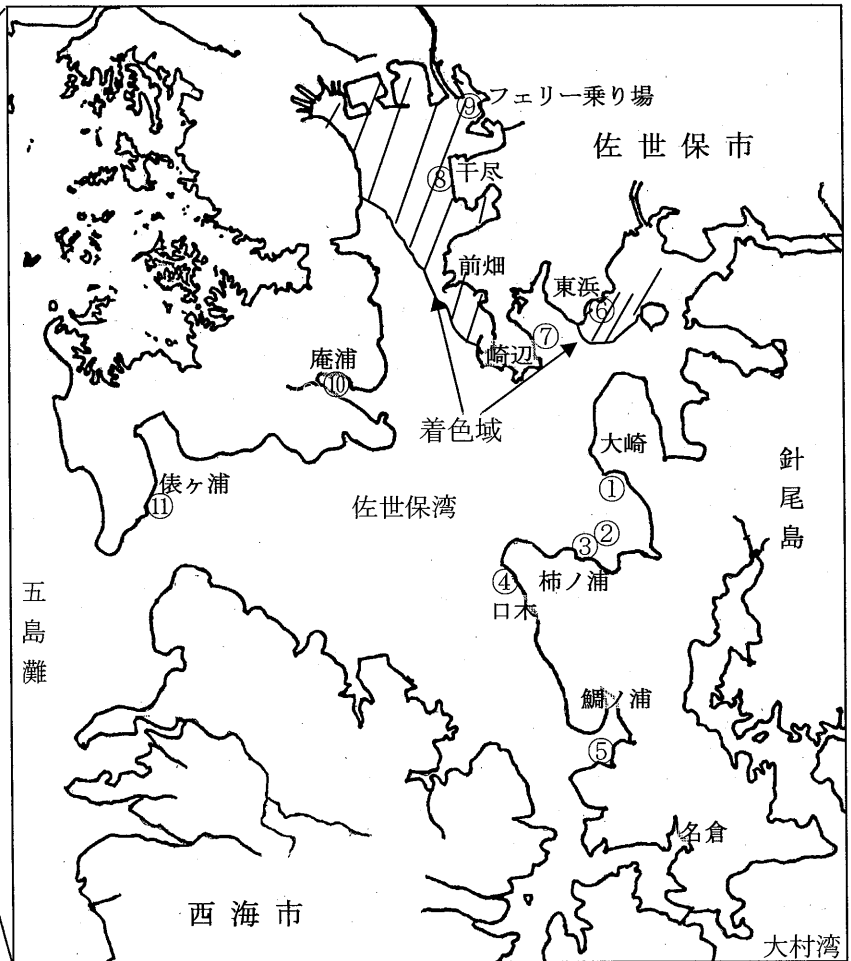 ⑨フェリー乗り場
佐世保市
⑧干尽
前畑
東浜
⑥
⑦
崎辺
庵浦
⑩
着色域
大崎
針尾島
俵ヶ浦
⑪
佐世保湾
①
②
③
④
柿ノ浦
口木
五島灘
鯛ノ浦
⑤
名倉
西海市
大村湾